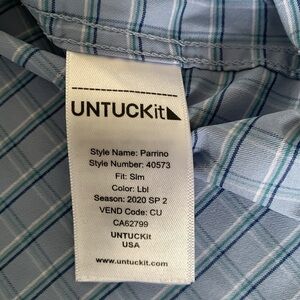 UNTUCKit
Style Name: Parrino
Style Number: 40573
Fit: Slm
Color: Lbl
Season: 2020 SP 2
VEND Code: CU
CA62799
UNTUCKit
USA
www.untuckit.com